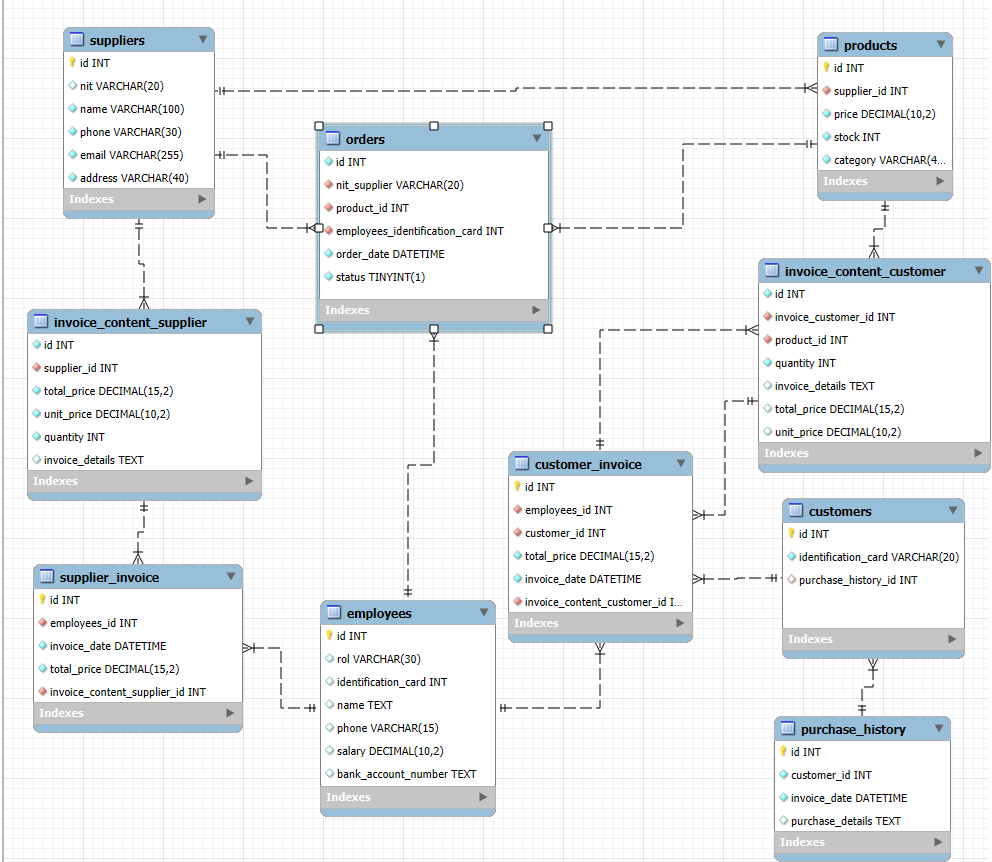 suppliers
id INT
nit VARCHAR(20)
name VARCHAR(100)
phone VARCHAR(30)
email VARCHAR(255)
address VARCHAR(40)
Indexes
products
id INT
supplier_id INT
price DECIMAL(10,2)
stock INT
category VARCHAR(4...
Indexes
orders
id INT
nit_supplier VARCHAR(20)
product_id INT
employees_identification_card INT
order_date DATETIME
status TINYINT(1)
Indexes
invoice_content_customer
id INT
invoice_customer_id INT
product_id INT
quantity INT
invoice_details TEXT
total_price DECIMAL(15,2)
unit_price DECIMAL(10,2)
Indexes
invoice_content_supplier
id INT
supplier_id INT
total_price DECIMAL(15,2)
unit_price DECIMAL(10,2)
quantity INT
invoice_details TEXT
Indexes
customer_invoice
id INT
employees_id INT
customer_id INT
total_price DECIMAL(15,2)
invoice_date DATETIME
invoice_content_customer_id I...
Indexes
customers
id INT
identification_card VARCHAR(20)
purchase_history_id INT
Indexes
supplier_invoice
id INT
employees_id INT
invoice_date DATETIME
total_price DECIMAL(15,2)
invoice_content_supplier_id INT
Indexes
employees
id INT
rol VARCHAR(30)
identification_card INT
name TEXT
phone VARCHAR(15)
salary DECIMAL(10,2)
bank_account_number TEXT
Indexes
purchase_history
id INT
customer_id INT
invoice_date DATETIME
purchase_details TEXT
Indexes